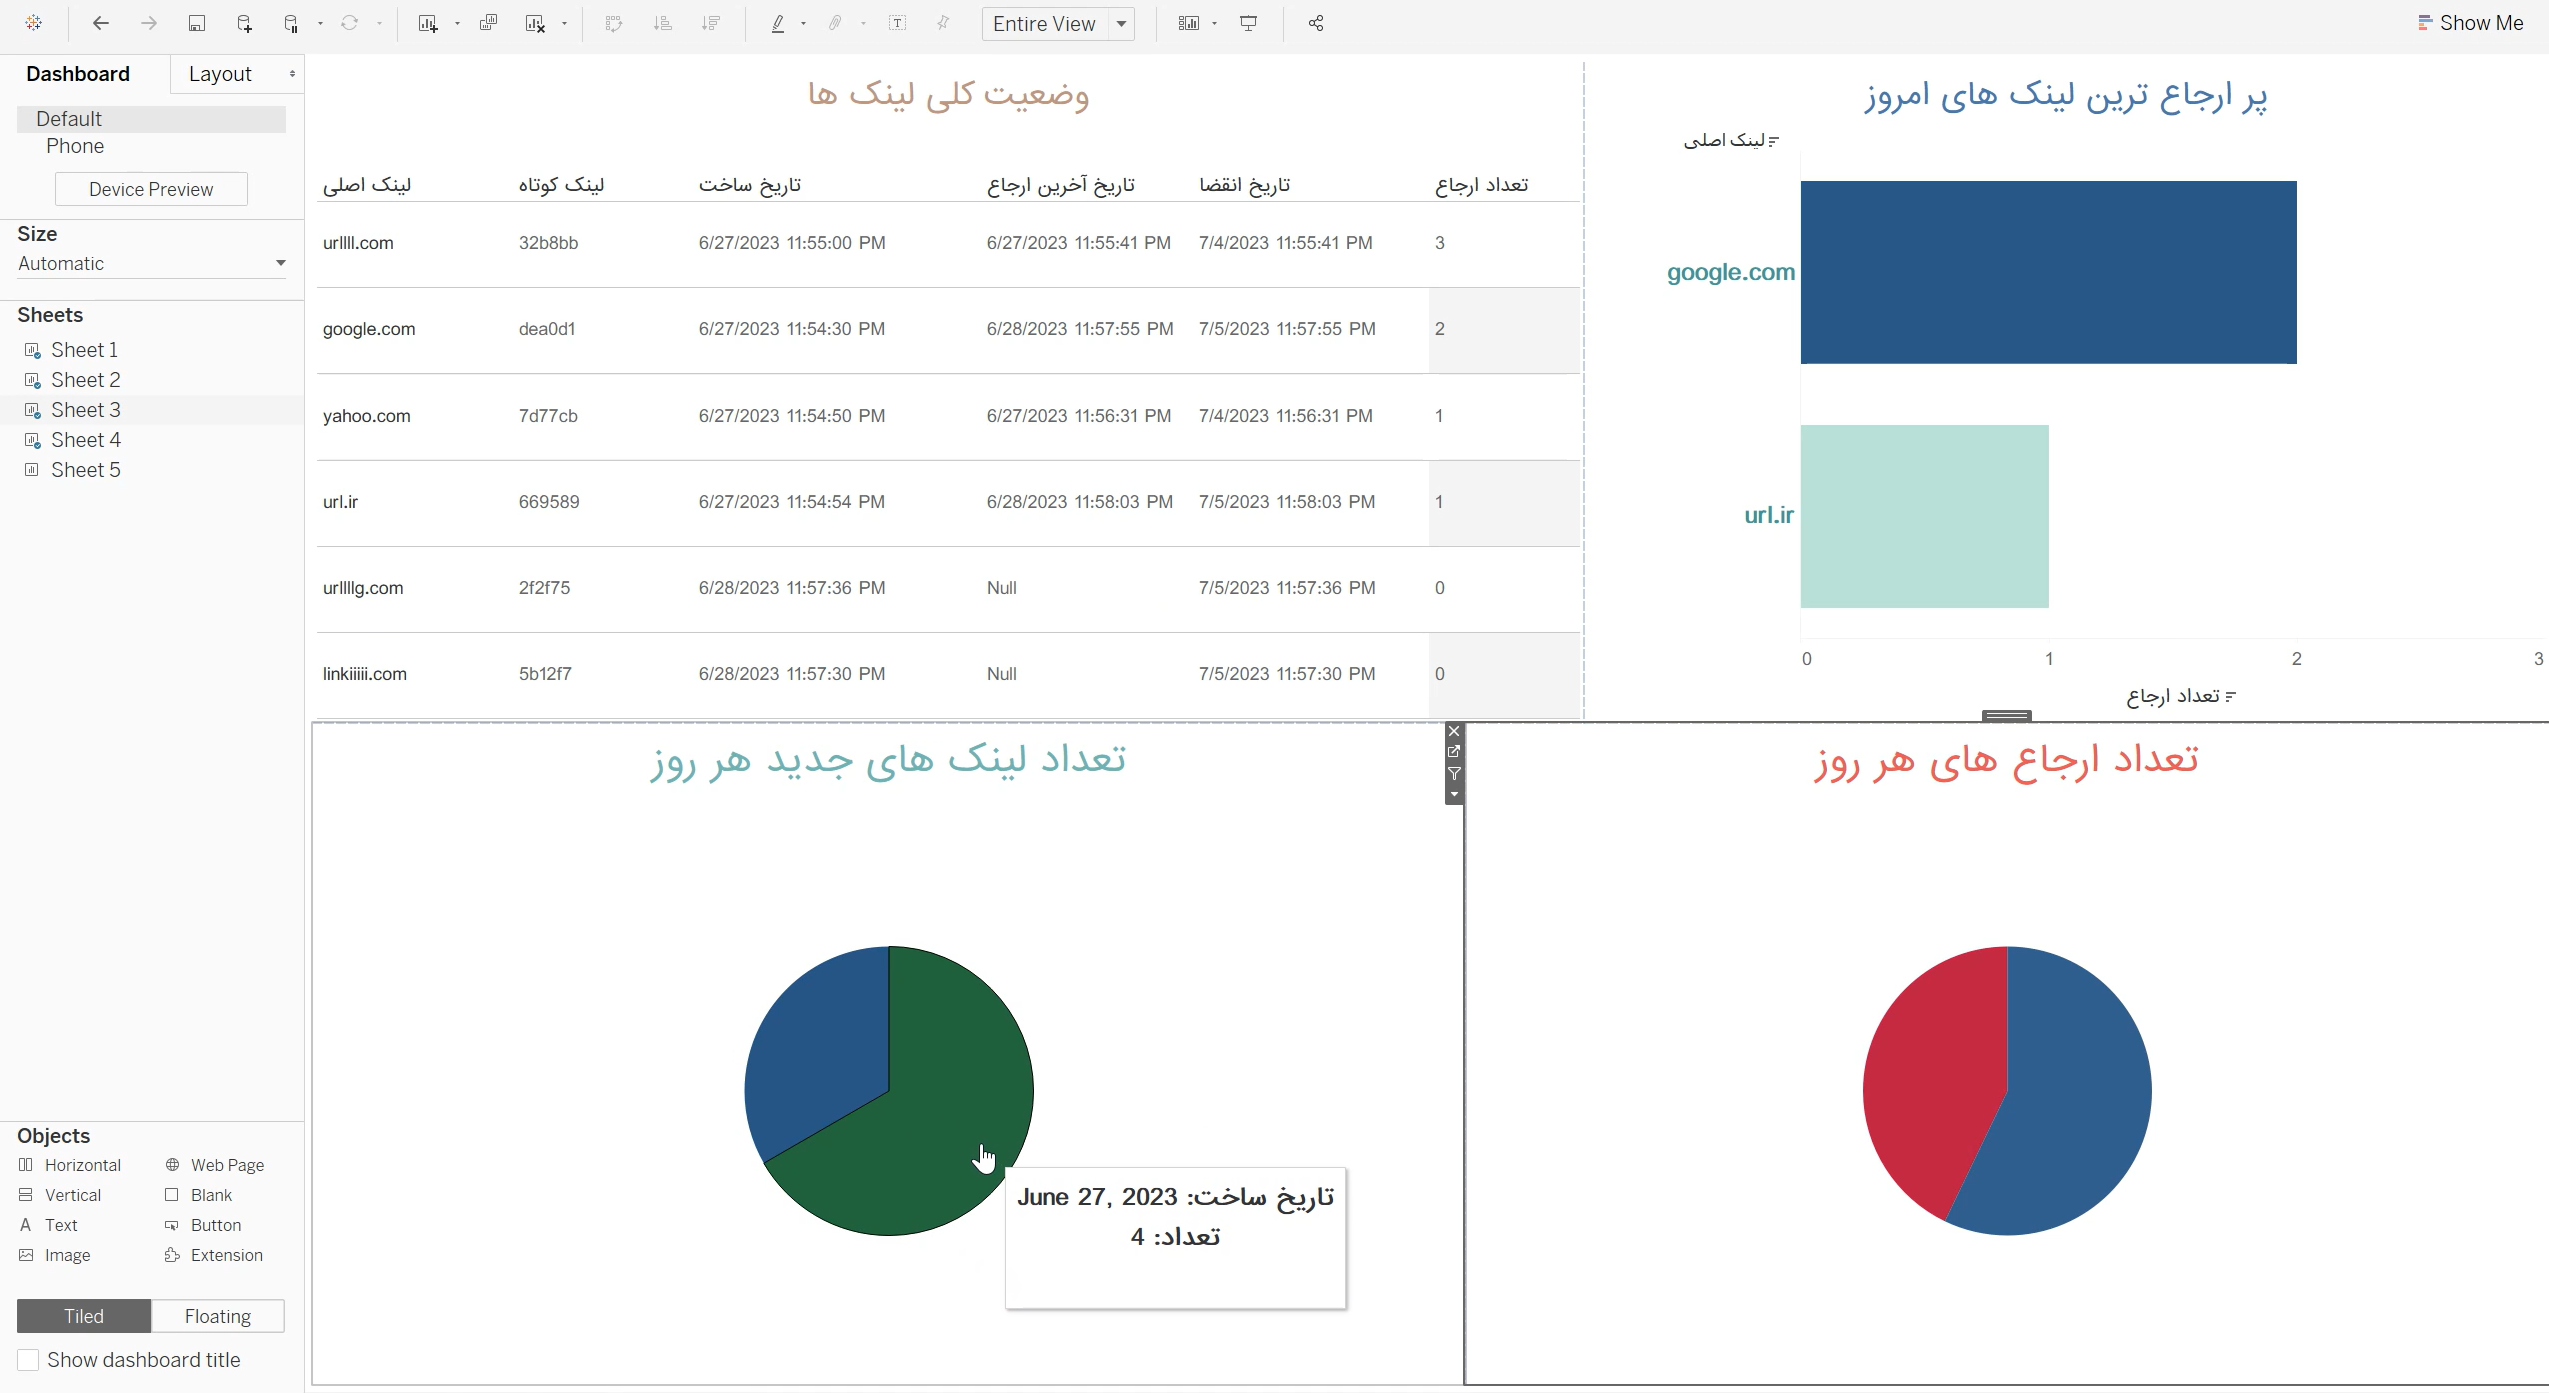 Entire View
Show Me
Dashboard
Layout
Default
Phone
Device Preview
Size
Automatic
Sheets
Sheet 1
Sheet 2
Sheet 3
Sheet 4
Sheet 5
Objects
Horizontal
Web Page
Vertical
Blank
A Text
Button
Image
Extension
Tiled
Floating
Show dashboard title
وضعیت کلی لینک ها
لینک اصلی لینک کوتاه تاریخ ساخت تاریخ آخرین ارجاع تاریخ انقضا تعداد ارجاع
urllll.com 32b8bb 6/27/2023 11:55:00 PM 6/27/2023 11:55:41 PM 7/4/2023 11:55:41 PM 3
google.com dea0d1 6/27/2023 11:54:30 PM 6/28/2023 11:57:55 PM 7/5/2023 11:57:55 PM 2
yahoo.com 7d77cb 6/27/2023 11:54:50 PM 6/27/2023 11:56:31 PM 7/4/2023 11:56:31 PM 1
url.ir 669589 6/27/2023 11:54:54 PM 6/28/2023 11:58:03 PM 7/5/2023 11:58:03 PM 1
urllllg.com 2f2f75 6/28/2023 11:57:36 PM Null 7/5/2023 11:57:36 PM 0
linkiiiii.com 5b12f7 6/28/2023 11:57:30 PM Null 7/5/2023 11:57:30 PM 0
پر ارجاع ترین لینک های امروز
لینک اصلی
google.com
url.ir
0 1 2 3
تعداد ارجاع
تعداد لینک های جدید هر روز
تاریخ ساخت: June 27, 2023
تعداد: 4
تعداد ارجاع های هر روز